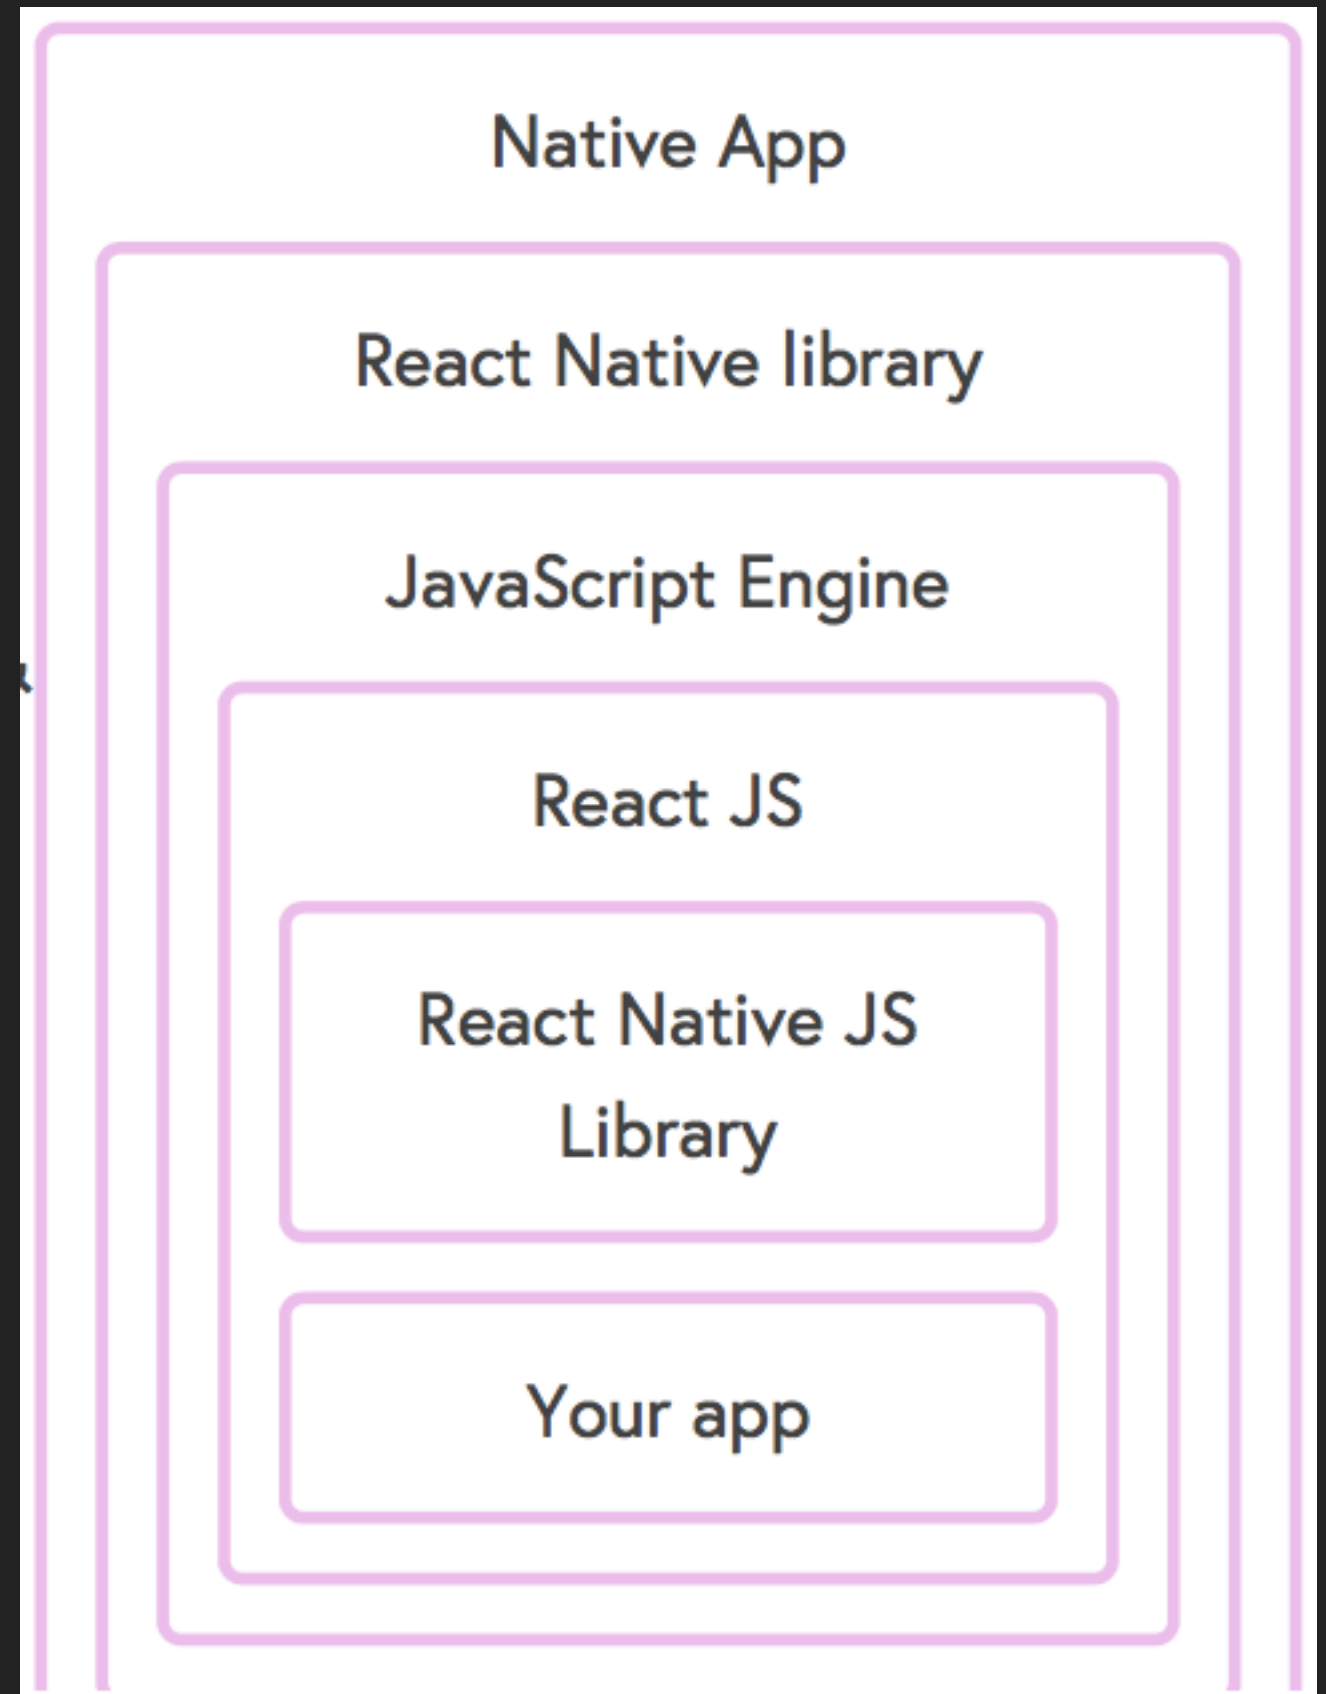 Native App
React Native library
JavaScript Engine
React JS
React Native JS
Library
Your app